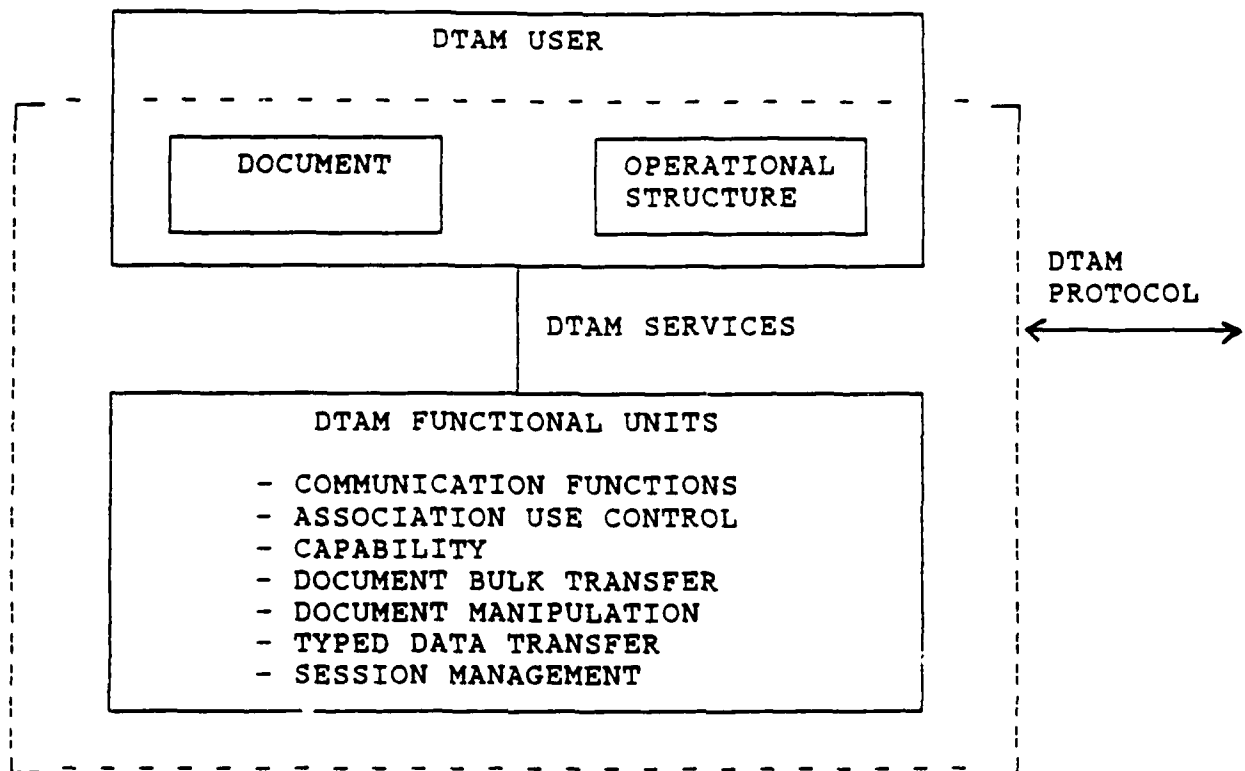 DTAM USER
DOCUMENT
OPERATIONAL
STRUCTURE
DTAM
PROTOCOL
DTAM SERVICES
DTAM FUNCTIONAL UNITS
- COMMUNICATION FUNCTIONS
- ASSOCIATION USE CONTROL
- CAPABILITY
- DOCUMENT BULK TRANSFER
- DOCUMENT MANIPULATION
- TYPED DATA TRANSFER
- SESSION MANAGEMENT